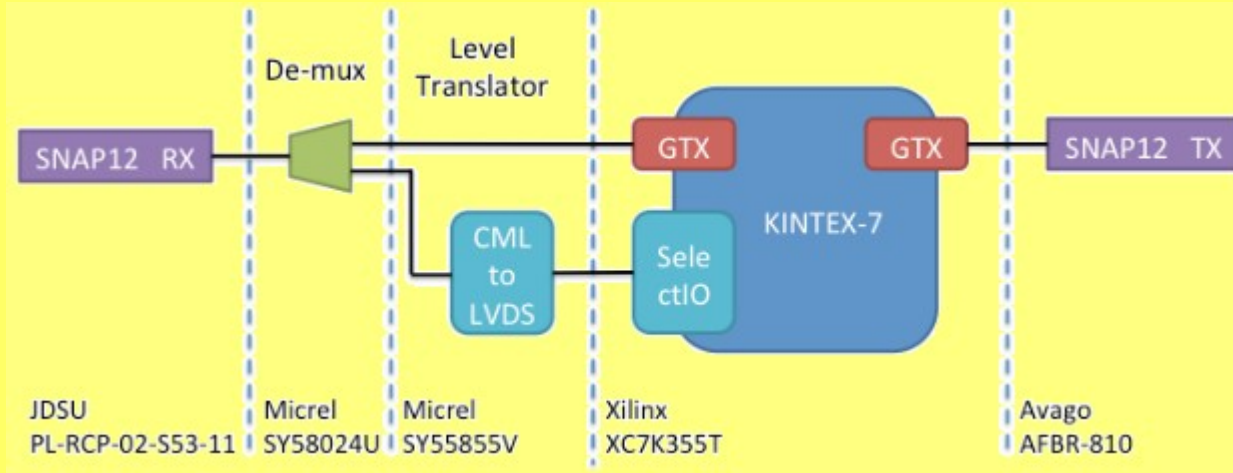 De-mux
Level
Translator
SNAP12 RX
GTX
GTX
SNAP12 TX
KINTEX-7
CML
to
LVDS
Sele
ctIO
JDSU
PL-RCP-02-S53-11
Micrel
SY58024U
Micrel
SY55855V
Xilinx
XC7K355T
Avago
AFBR-810